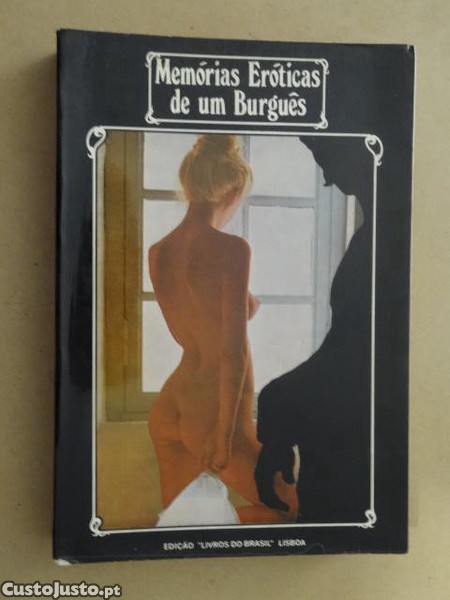 Memórias Eróticas
de um Burguês
EDIÇÃO "LIVROS DO BRASIL" LISBOA
CustoJusto.pt